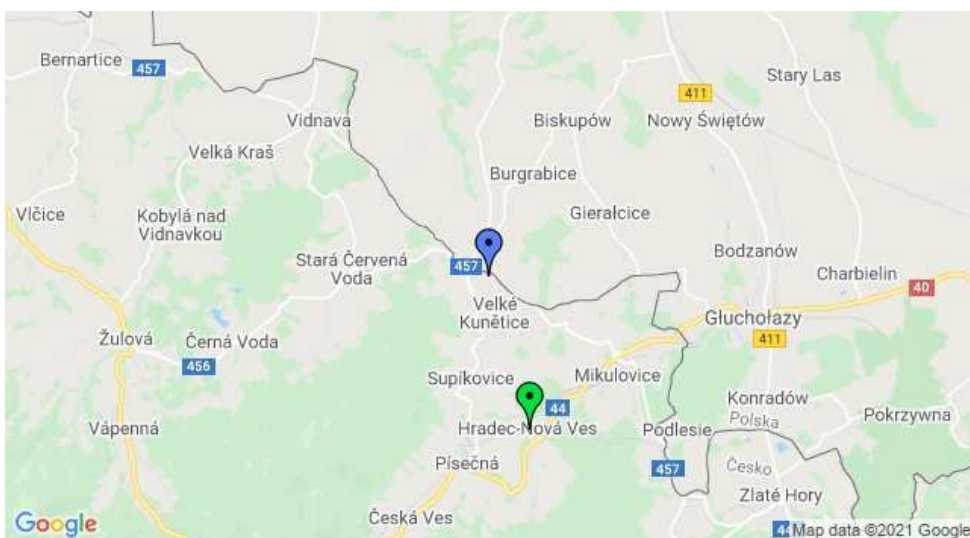 Bernartice
457
Stary Las
411
Vidnava
Biskupów
Nowy Świętów
Velká Kraš
Burgrabice
Vlčice
Kobylá nad
Vidnavkou
Gierałcice
Stará Červená
Voda
457
Bodzanów
Charbielin
40
Velké
Kunětice
Głuchołazy
Žulová
Černá Voda
411
456
Supíkovice
Mikulovice
Konradów
44
Vápenná
Hradec-Nová Ves
Podlesie
Polska
Pokrzywna
Písečná
457
Česko
Zlaté Hory
Česká Ves
Google
Map data ©2021 Google